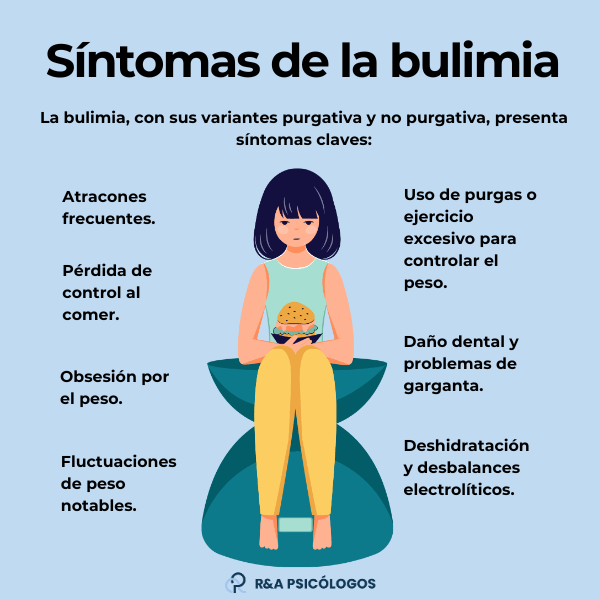 Síntomas de la bulimia
La bulimia, con sus variantes purgativa y no purgativa, presenta
síntomas claves:
Atracones
frecuentes.
Pérdida de
control al
comer.
Obsesión por
el peso.
Fluctuaciones
de peso
notables.
Uso de purgas o
ejercicio
excesivo para
controlar el
peso.
Daño dental y
problemas de
garganta.
Deshidratación
y desbalances
electrolíticos.
R&A PSICÓLOGOS